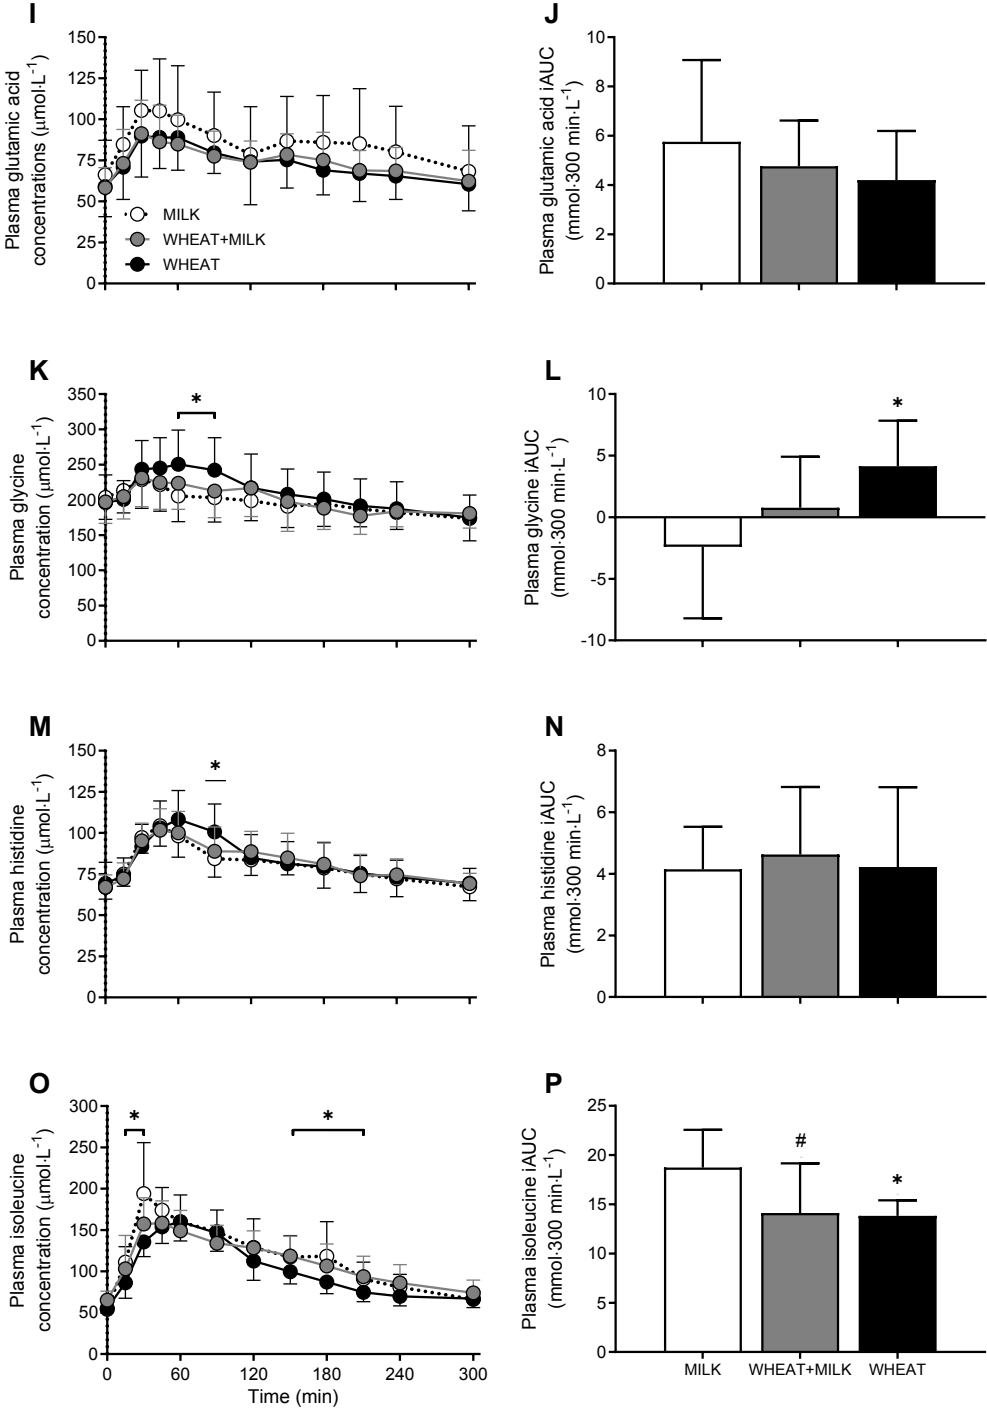 I
Plasma glutamic acid
concentrations (μmol·L⁻¹)
150
125
100
75
50
25
0
MILK
WHEAT+MILK
WHEAT
J
Plasma glutamic acid iAUC
(mmol·300 min·L⁻¹)
10
8
6
4
2
0
K
Plasma glycine
concentration (μmol·L⁻¹)
350
300
250
200
150
100
50
0
*
L
Plasma glycine iAUC
(mmol·300 min·L⁻¹)
10
5
0
-5
-10
*
M
Plasma histidine
concentration (μmol·L⁻¹)
150
125
100
75
50
25
0
*
N
Plasma histidine iAUC
(mmol·300 min·L⁻¹)
8
6
4
2
0
O
Plasma isoleucine
concentration (μmol·L⁻¹)
300
250
200
150
100
50
0
* *
0 60 120 180 240 300
Time (min)
P
Plasma isoleucine iAUC
(mmol·300 min·L⁻¹)
25
20
15
10
5
0
# *
MILK WHEAT+MILK WHEAT